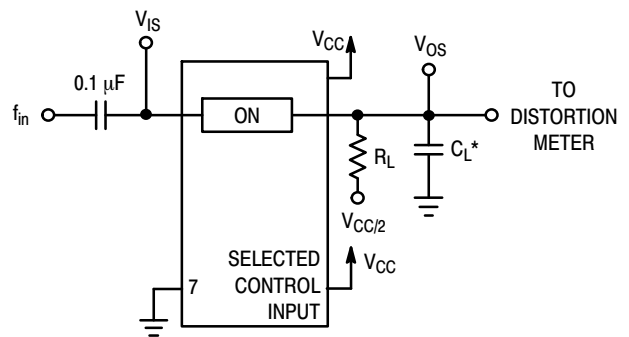 V_IS
V_CC
V_OS
0.1 μF
f_in
ON
TO
DISTORTION
METER
R_L
C_L*
V_CC/2
SELECTED
CONTROL
INPUT
V_CC
7